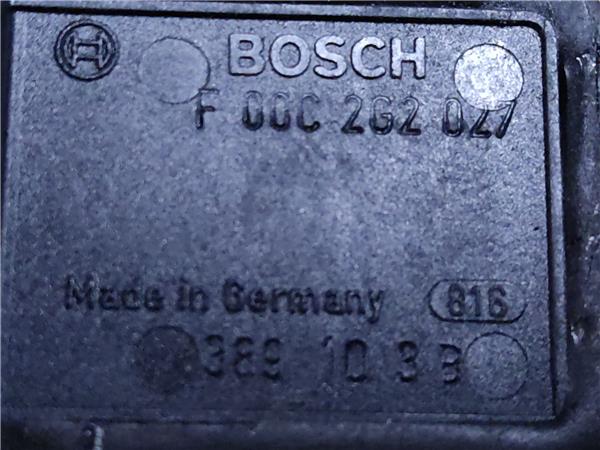 BOSCH
F 00C 2G2 027
Made in Germany 816
389 10 3 B